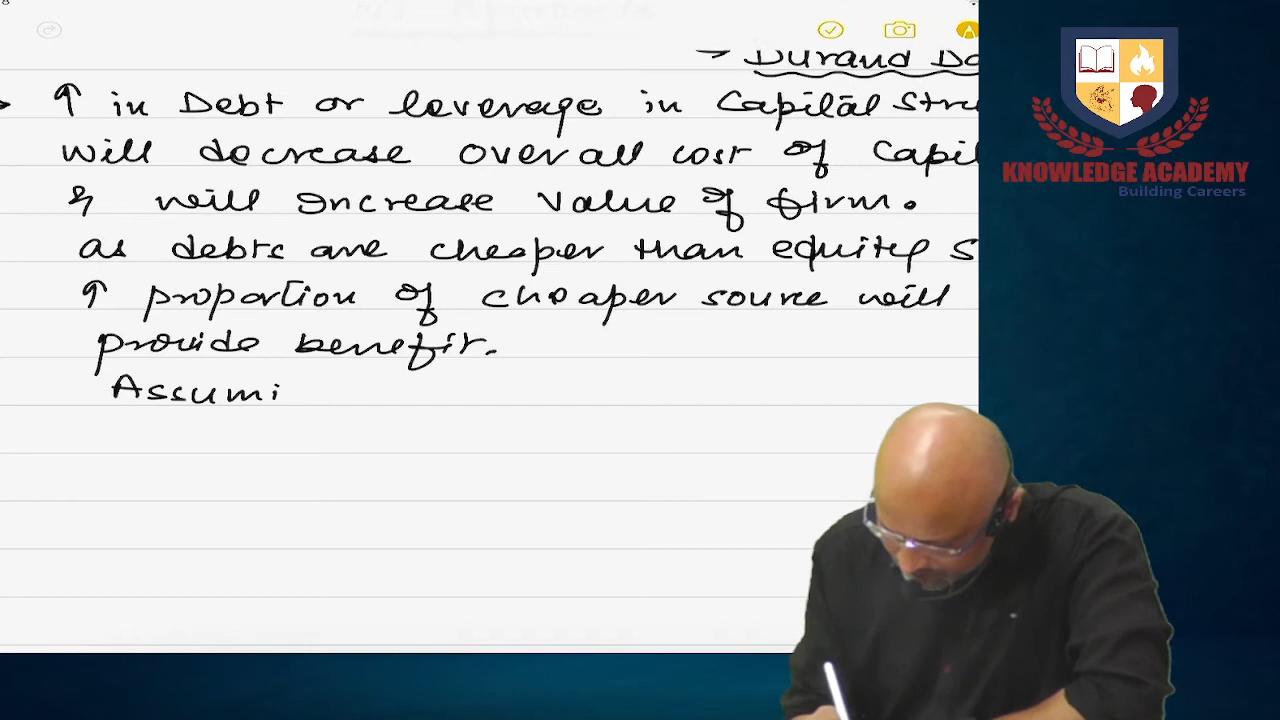 → Durand Da
↑ in Debt or leverage in Capital Stru
will decrease overall cost of Capi
& will Increase Value of firm.
as debts are cheaper than equity S
↑ proportion of cheaper source will
provide benefit.
Assumi
KNOWLEDGE ACADEMY
Building Careers